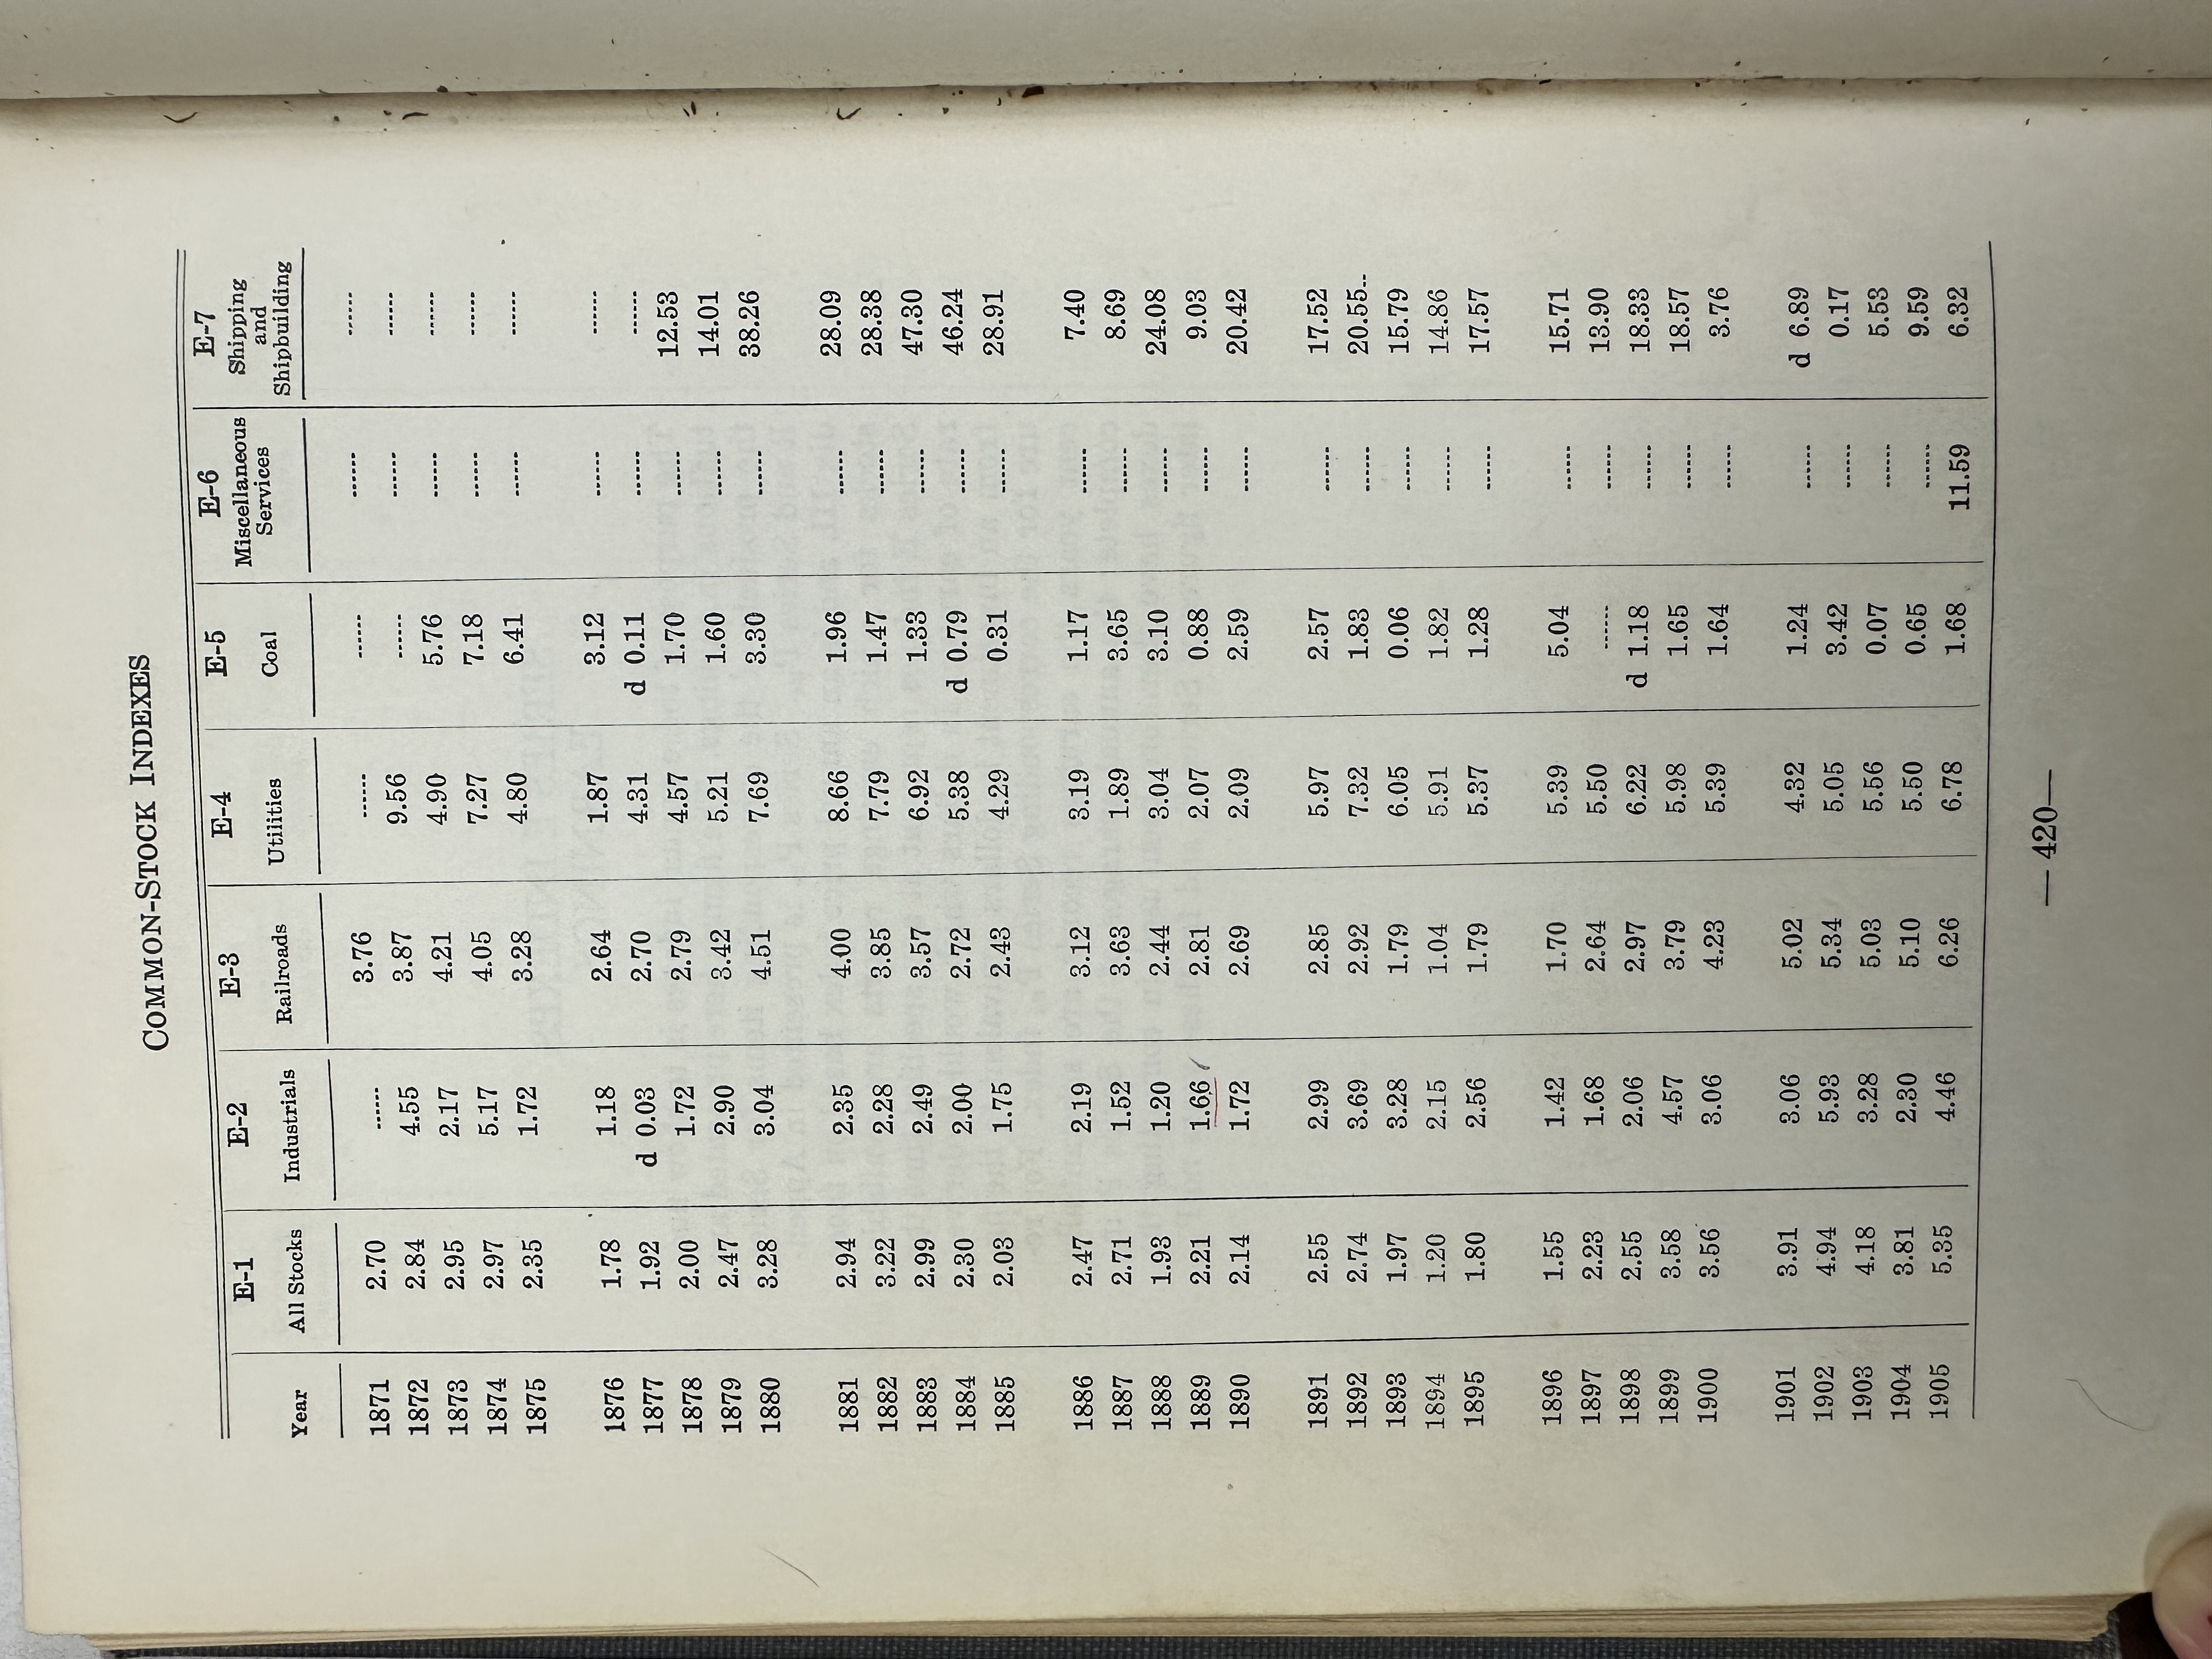 COMMON-STOCK INDEXES
E-1 E-2 E-3 E-4 E-5 E-6 E-7
Year All Stocks Industrials Railroads Utilities Coal Miscellaneous Services Shipping and Shipbuilding
1871 2.70 ...... 3.76 ...... ...... ...... ......
1872 2.84 4.55 3.87 9.56 ...... ...... ......
1873 2.95 2.17 4.21 4.90 5.76 ...... ......
1874 2.97 5.17 4.05 7.27 7.18 ...... ......
1875 2.35 1.72 3.28 4.80 6.41 ...... ......
1876 1.78 1.18 2.64 1.87 3.12 ...... ......
1877 1.92 d 0.03 2.70 4.31 d 0.11 ...... ......
1878 2.00 1.72 2.79 4.57 1.70 ...... 12.53
1879 2.47 2.90 3.42 5.21 1.60 ...... 14.01
1880 3.28 3.04 4.51 7.69 3.30 ...... 38.26
1881 2.94 2.35 4.00 8.66 1.96 ...... 28.09
1882 3.22 2.28 3.85 7.79 1.47 ...... 28.38
1883 2.99 2.49 3.57 6.92 1.33 ...... 47.30
1884 2.30 2.00 2.72 5.38 d 0.79 ...... 46.24
1885 2.03 1.75 2.43 4.29 0.31 ...... 28.91
1886 2.47 2.19 3.12 3.19 1.17 ...... 7.40
1887 2.71 1.52 3.63 1.89 3.65 ...... 8.69
1888 1.93 1.20 2.44 3.04 3.10 ...... 24.08
1889 2.21 1.66 2.81 2.07 0.88 ...... 9.03
1890 2.14 1.72 2.69 2.09 2.59 ...... 20.42
1891 2.55 2.99 2.85 5.97 2.57 ...... 17.52
1892 2.74 3.69 2.92 7.32 1.83 ...... 20.55..
1893 1.97 3.28 1.79 6.05 0.06 ...... 15.79
1894 1.20 2.15 1.04 5.91 1.82 ...... 14.86
1895 1.80 2.56 1.79 5.37 1.28 ...... 17.57
1896 1.55 1.42 1.70 5.39 5.04 ...... 15.71
1897 2.23 1.68 2.64 5.50 ...... ...... 13.90
1898 2.55 2.06 2.97 6.22 d 1.18 ...... 18.33
1899 3.58 4.57 3.79 5.98 1.65 ...... 18.57
1900 3.56 3.06 4.23 5.39 1.64 ...... 3.76
1901 3.91 3.06 5.02 4.32 1.24 ...... d 6.89
1902 4.94 5.93 5.34 5.05 3.42 ...... 0.17
1903 4.18 3.28 5.03 5.56 0.07 ...... 5.53
1904 3.81 2.30 5.10 5.50 0.65 ...... 9.59
1905 5.35 4.46 6.26 6.78 1.68 11.59 6.32
— 420—